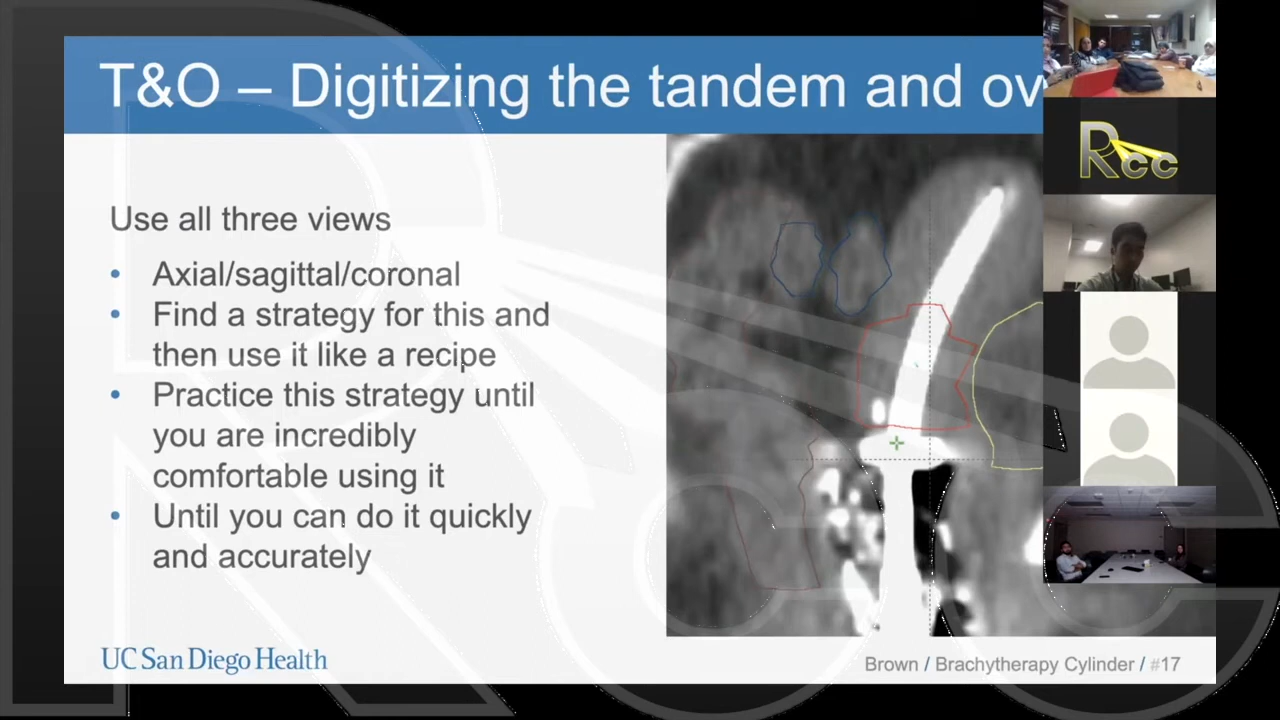 T&O – Digitizing the tandem and ov
Use all three views
• Axial/sagittal/coronal
• Find a strategy for this and
then use it like a recipe
• Practice this strategy until
you are incredibly
comfortable using it
• Until you can do it quickly
and accurately
UC San Diego Health
Brown / Brachytherapy Cylinder / #17
Rcc